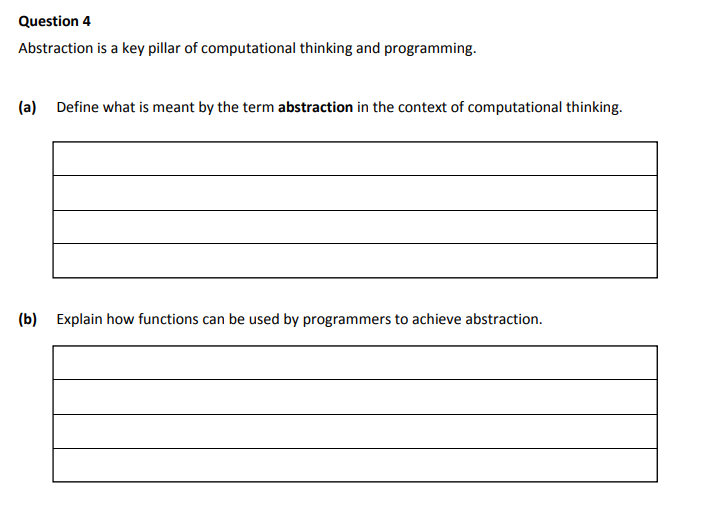 Question 4
Abstraction is a key pillar of computational thinking and programming.
(a) Define what is meant by the term abstraction in the context of computational thinking.
(b) Explain how functions can be used by programmers to achieve abstraction.